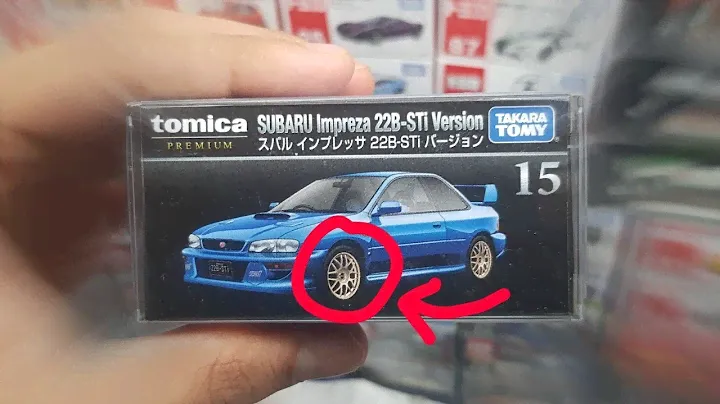 tomica
PREMIUM
SUBARU Impreza 22B-STi Version
スバル インプレッサ 22B-STi バージョン
TAKARA
TOMY
15
22B-STi
87